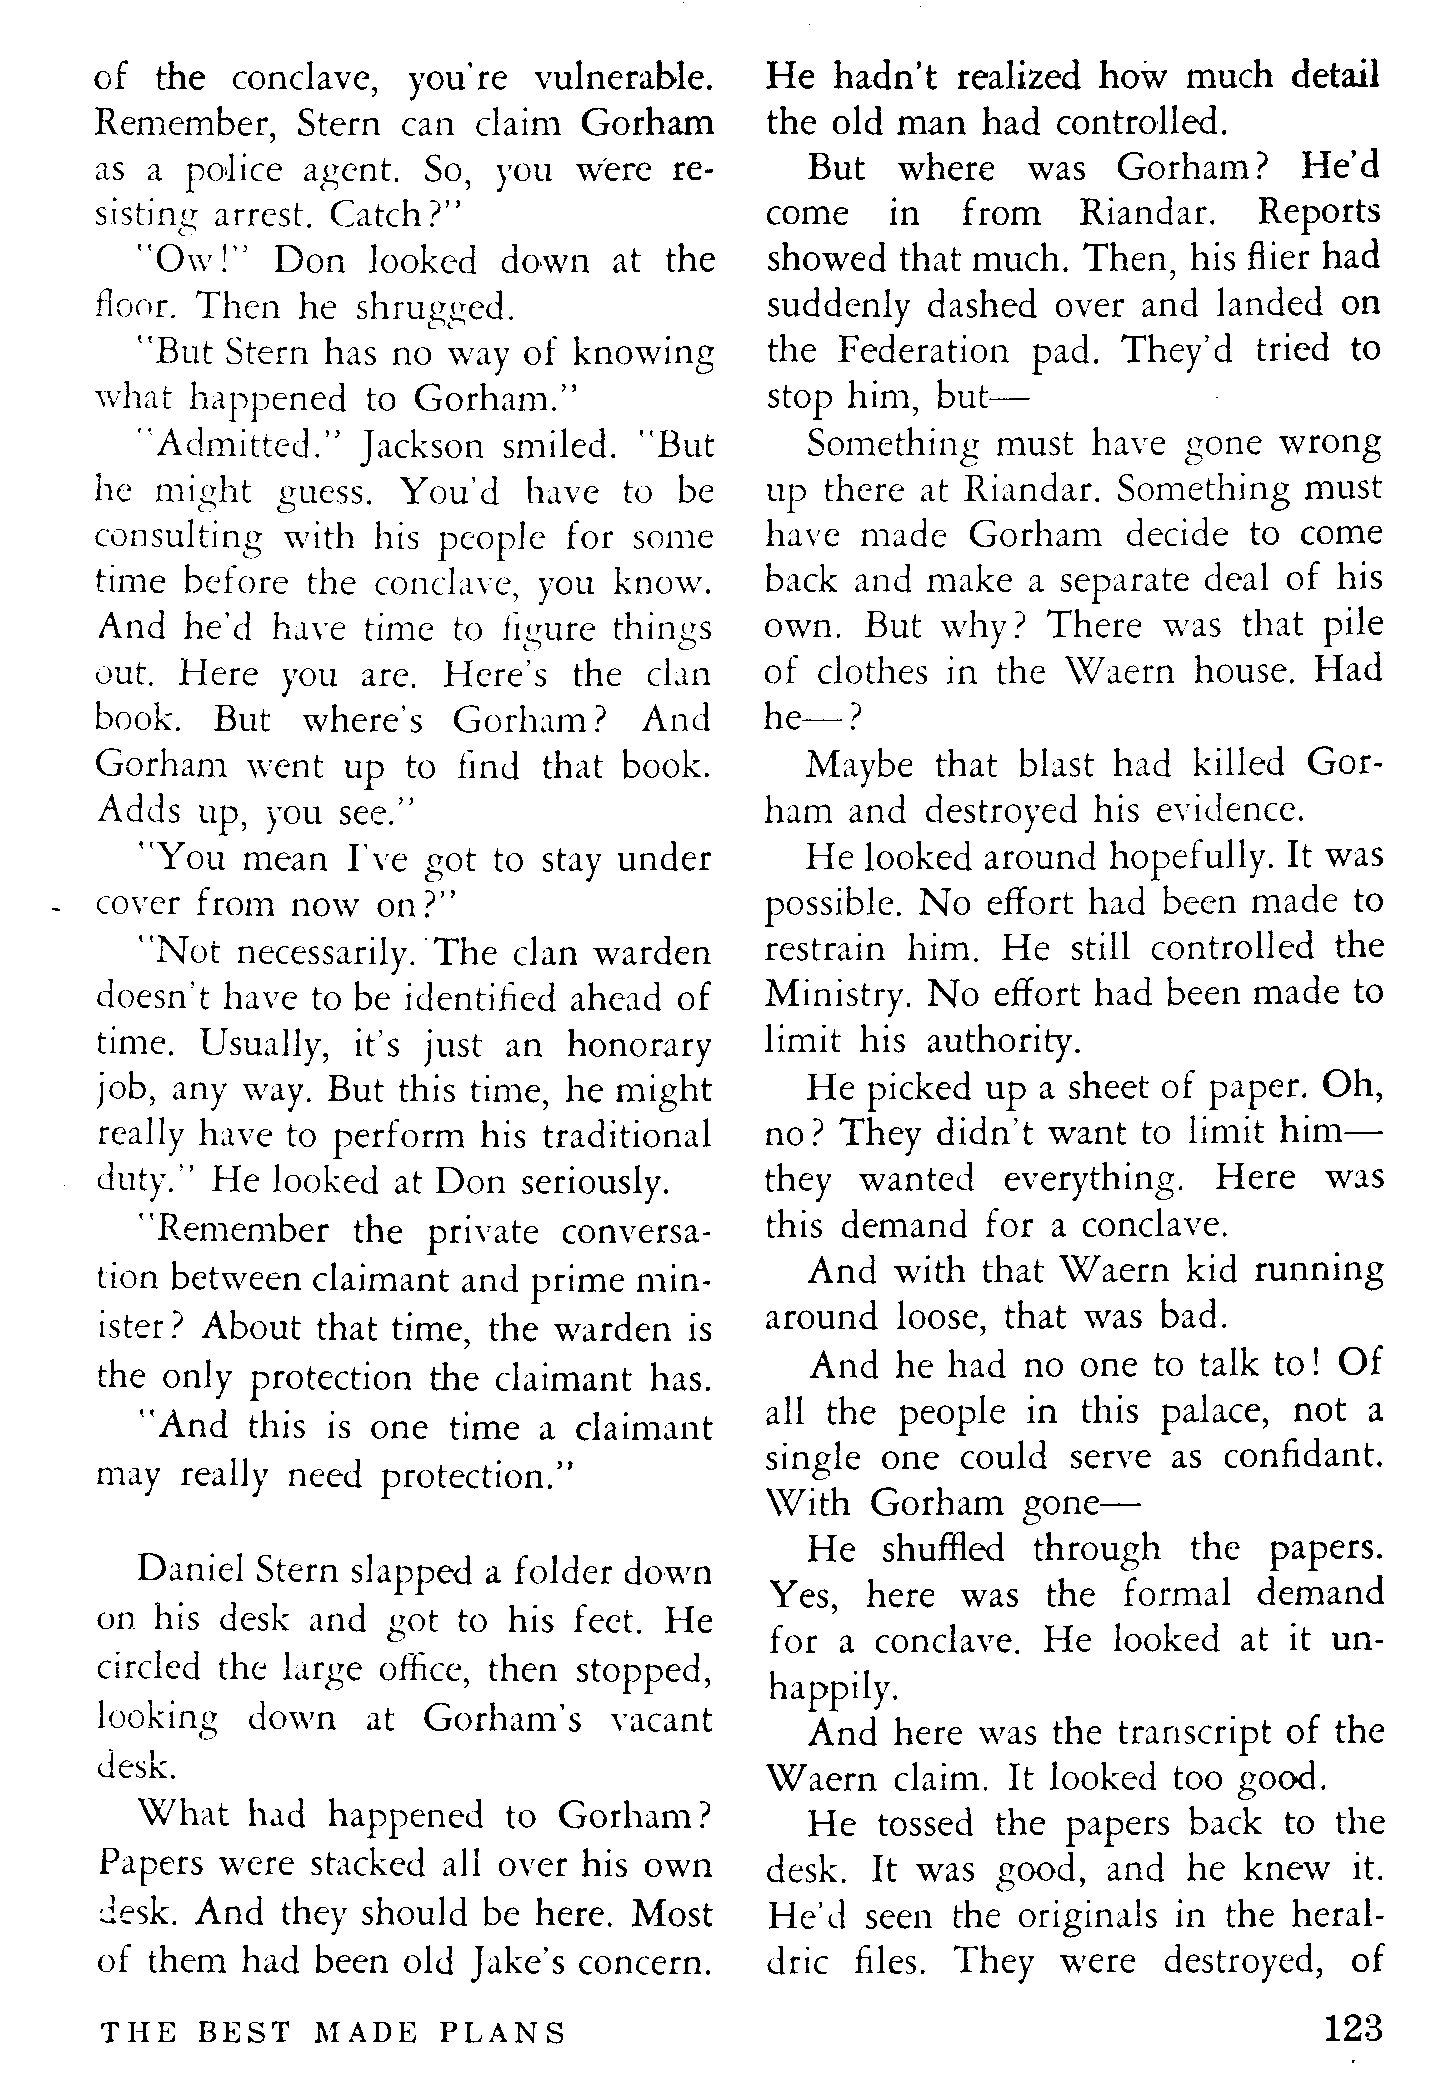 of the conclave, you're vulnerable.
Remember, Stern can claim Gorham
as a police agent. So, you were re-
sisting arrest. Catch?"
"Ow!" Don looked down at the
floor. Then he shrugged.
"But Stern has no way of knowing
what happened to Gorham."
"Admitted." Jackson smiled. "But
he might guess. You'd have to be
consulting with his people for some
time before the conclave, you know.
And he'd have time to figure things
out. Here you are. Here's the clan
book. But where's Gorham? And
Gorham went up to find that book.
Adds up, you see."
"You mean I've got to stay under
cover from now on?"
"Not necessarily. The clan warden
doesn't have to be identified ahead of
time. Usually, it's just an honorary
job, any way. But this time, he might
really have to perform his traditional
duty." He looked at Don seriously.
"Remember the private conversa-
tion between claimant and prime min-
ister? About that time, the warden is
the only protection the claimant has.
"And this is one time a claimant
may really need protection."
Daniel Stern slapped a folder down
on his desk and got to his feet. He
circled the large office, then stopped,
looking down at Gorham's vacant
desk.
What had happened to Gorham?
Papers were stacked all over his own
desk. And they should be here. Most
of them had been old Jake's concern.
He hadn't realized how much detail
the old man had controlled.
But where was Gorham? He'd
come in from Riandar. Reports
showed that much. Then, his flier had
suddenly dashed over and landed on
the Federation pad. They'd tried to
stop him, but—
Something must have gone wrong
up there at Riandar. Something must
have made Gorham decide to come
back and make a separate deal of his
own. But why? There was that pile
of clothes in the Waern house. Had
he—?
Maybe that blast had killed Gor-
ham and destroyed his evidence.
He looked around hopefully. It was
possible. No effort had been made to
restrain him. He still controlled the
Ministry. No effort had been made to
limit his authority.
He picked up a sheet of paper. Oh,
no? They didn't want to limit him—
they wanted everything. Here was
this demand for a conclave.
And with that Waern kid running
around loose, that was bad.
And he had no one to talk to! Of
all the people in this palace, not a
single one could serve as confidant.
With Gorham gone—
He shuffled through the papers.
Yes, here was the formal demand
for a conclave. He looked at it un-
happily.
And here was the transcript of the
Waern claim. It looked too good.
He tossed the papers back to the
desk. It was good, and he knew it.
He'd seen the originals in the heral-
dric files. They were destroyed, of
THE BEST MADE PLANS
123